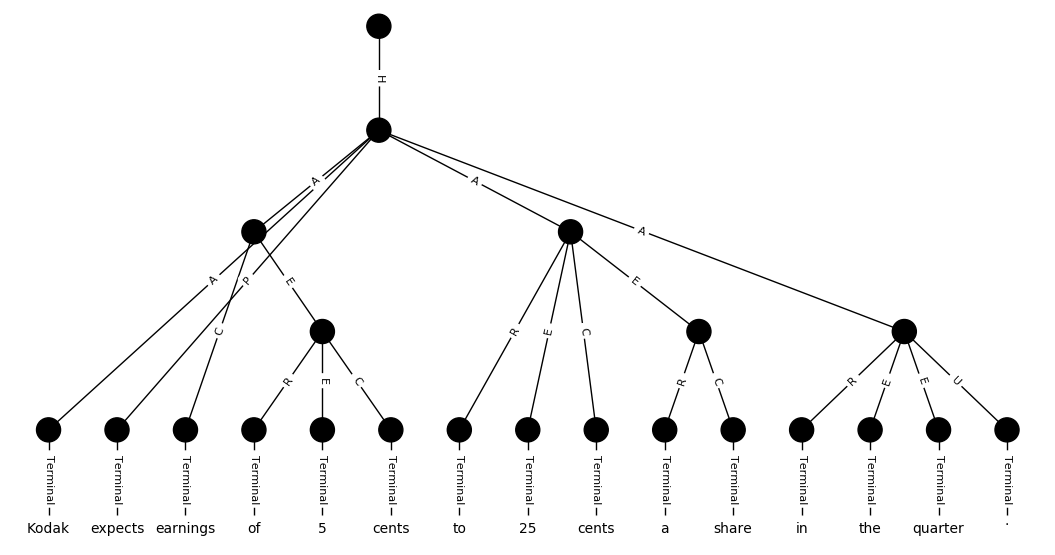 H
A A
A P E E A
C R E C
R E C R C R E E U
Terminal Terminal Terminal Terminal Terminal Terminal Terminal Terminal Terminal Terminal Terminal Terminal Terminal Terminal Terminal
Kodak expects earnings of 5 cents to 25 cents a share in the quarter .